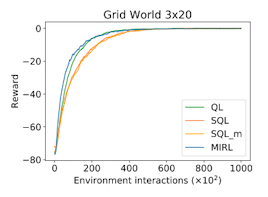 Grid World 3x20
Reward
0
−20
−40
−60
−80
QL
SQL
SQL_m
MIRL
0 200 400 600 800 1000
Environment interactions (×10²)